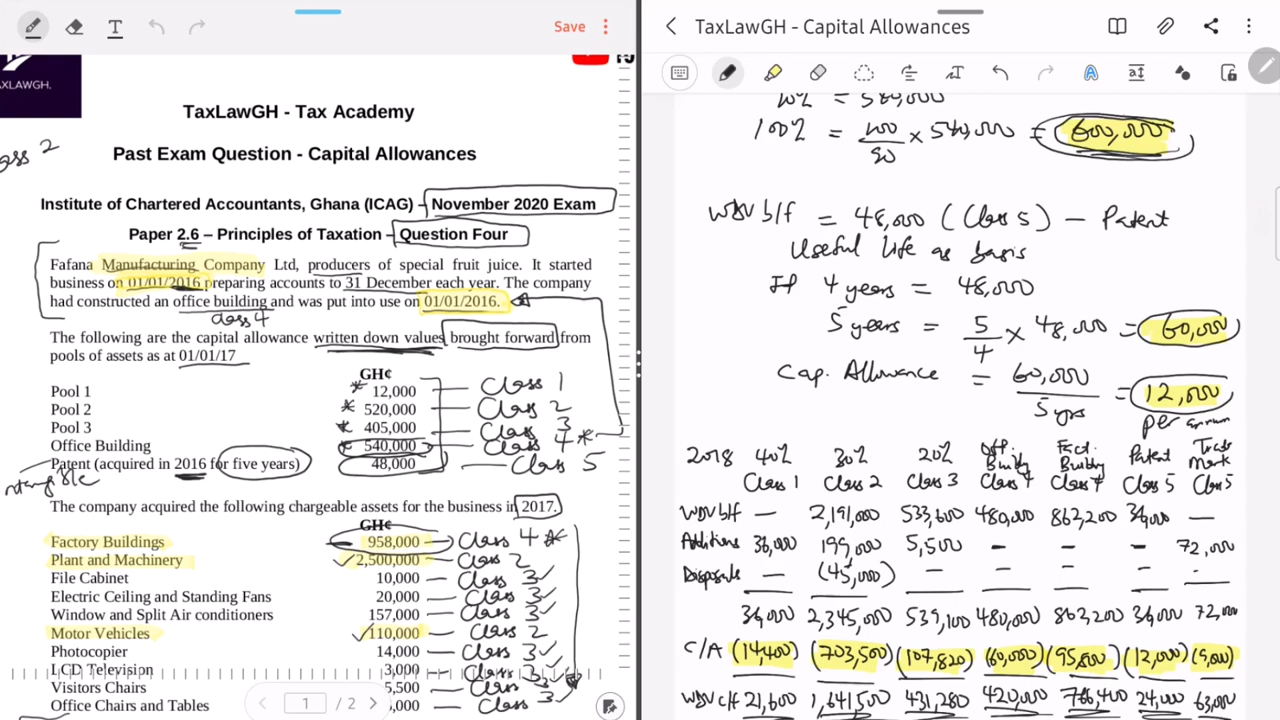 Save
AXLAWGH.
TaxLawGH - Tax Academy
Class 2
Past Exam Question - Capital Allowances
Institute of Chartered Accountants, Ghana (ICAG) – November 2020 Exam
Paper 2.6 – Principles of Taxation – Question Four
Fafana Manufacturing Company Ltd, producers of special fruit juice. It started
business on 01/01/2016 preparing accounts to 31 December each year. The company
had constructed an office building and was put into use on 01/01/2016.
class 4
The following are the capital allowance written down values brought forward from
pools of assets as at 01/01/17
GH¢
Pool 1 * 12,000 Class 1
Pool 2 * 520,000 Class 2
Pool 3 * 405,000 Class 3
Office Building * 540,000 Class 4 *
Patent (acquired in 2016 for five years) 48,000 Class 5
ntangible
The company acquired the following chargeable assets for the business in 2017.
GH¢
Factory Buildings 958,000 Class 4 *
Plant and Machinery ✓ 2,500,000 Class 2
File Cabinet 10,000 Class 3 ✓
Electric Ceiling and Standing Fans 20,000 Class 3 ✓
Window and Split Air conditioners 157,000 Class 3 ✓
Motor Vehicles ✓ 110,000 Class 2
Photocopier 14,000 Class 3 ✓
LCD Television 3,000 Class 3 ✓
Visitors Chairs 5,500 Class 3
Office Chairs and Tables ,000 Class 3
1 / 2
TaxLawGH - Capital Allowances
100% = 100/90 × 540,000 = 600,000
WDV b/f = 48,000 (Class 5) – Patent
Useful life as basis
If 4 years = 48,000
5 years = 5/4 × 48,000 = 60,000
Cap. Allowance = 60,000 / 5 yrs = 12,000
per annum
2018 40% 30% 20% Off. Buildg Fact. Buildg Patent Trade Mark
Class 1 Class 2 Class 3 Class 4 Class 4 Class 5 Class 5
WDV b/f — 2,191,000 533,600 480,000 862,200 36,000 —
Additions 36,000 199,000 5,500 – – – 72,000
Disposals — (45,000) – – – – –
36,000 2,345,000 539,100 480,000 862,200 36,000 72,000
C/A (14,400) (703,500) (107,820) (60,000) (95,800) (12,000) (9,000)
WDV c/f 21,600 1,641,500 431,280 420,000 766,400 24,000 63,000